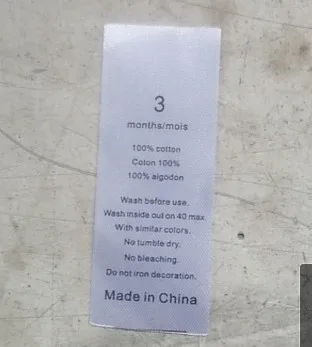 3
months/mois
100% cotton
Coton 100%
100% algodon
Wash before use.
Wash inside out on 40 max
With similar colors.
No tumble dry.
No bleaching.
Do not iron decoration.
Made in China